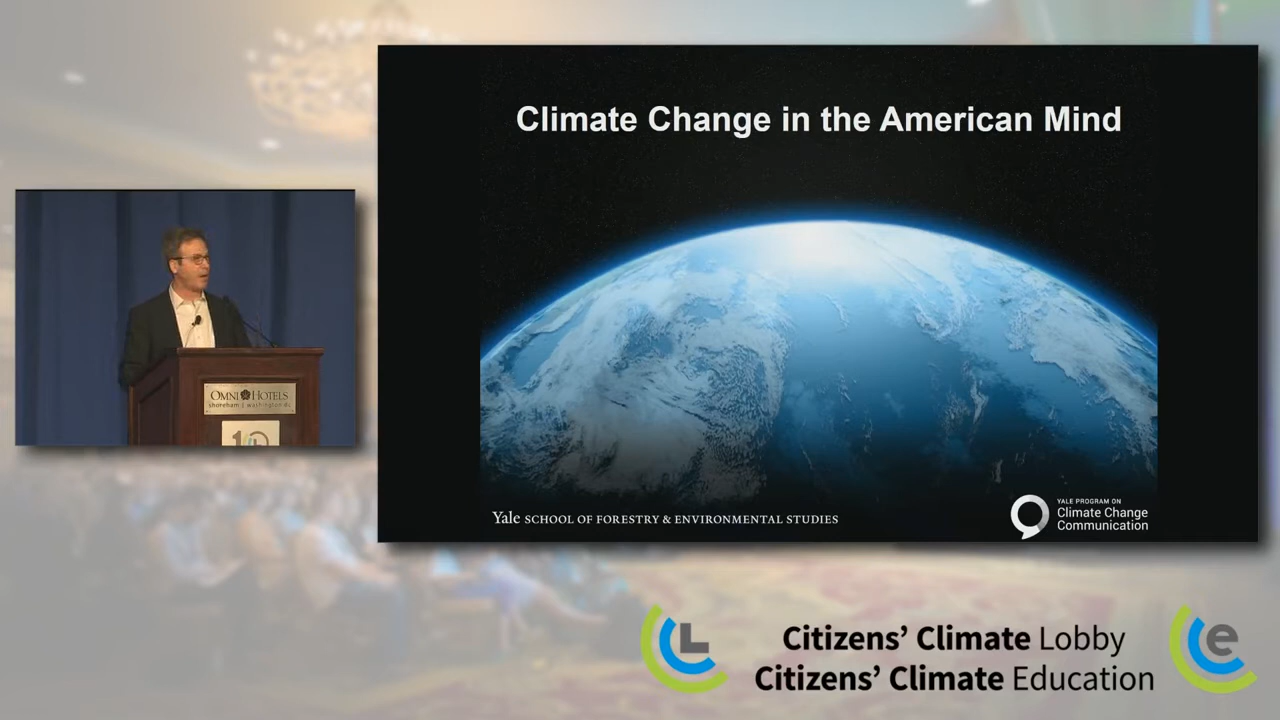 Climate Change in the American Mind
OMNI HOTELS
shoreham | washington dc
10
Yale SCHOOL OF FORESTRY & ENVIRONMENTAL STUDIES
YALE PROGRAM ON
Climate Change
Communication
L
Citizens' Climate Lobby
Citizens' Climate Education
e